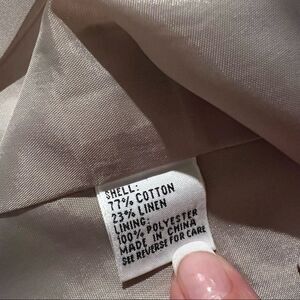 SHELL:
77% COTTON
23% LINEN
LINING:
100% POLYESTER
MADE IN CHINA
SEE REVERSE FOR CARE